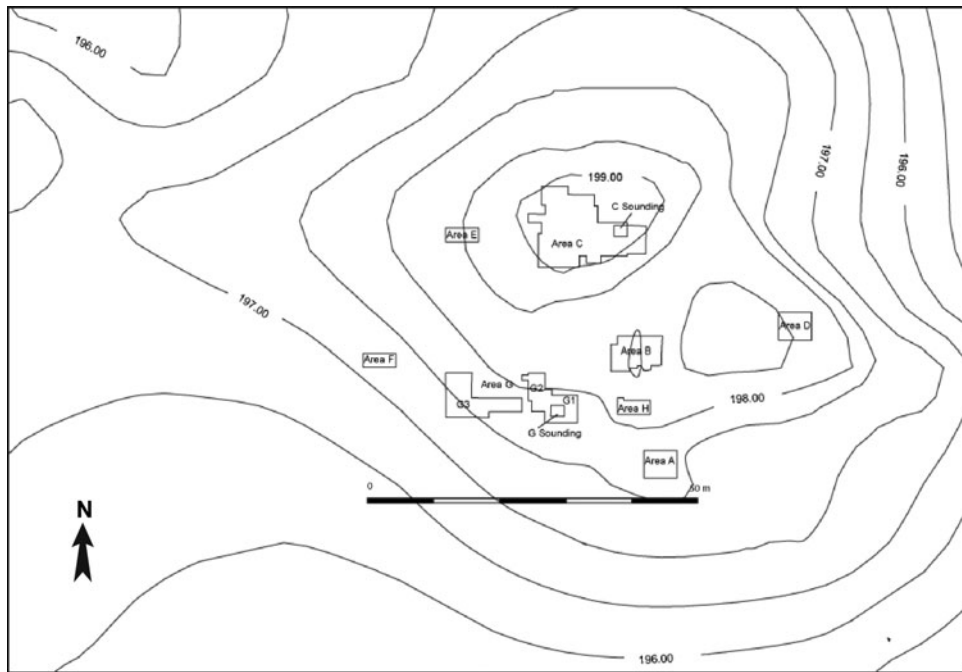 196.00
197.00
196.00
199.00
C Sounding
Area E
Area C
197.00
Area D
Area B
Area F
Area G
G2
G1
G3
198.00
Area H
G Sounding
Area A
0
50 m
N
196.00